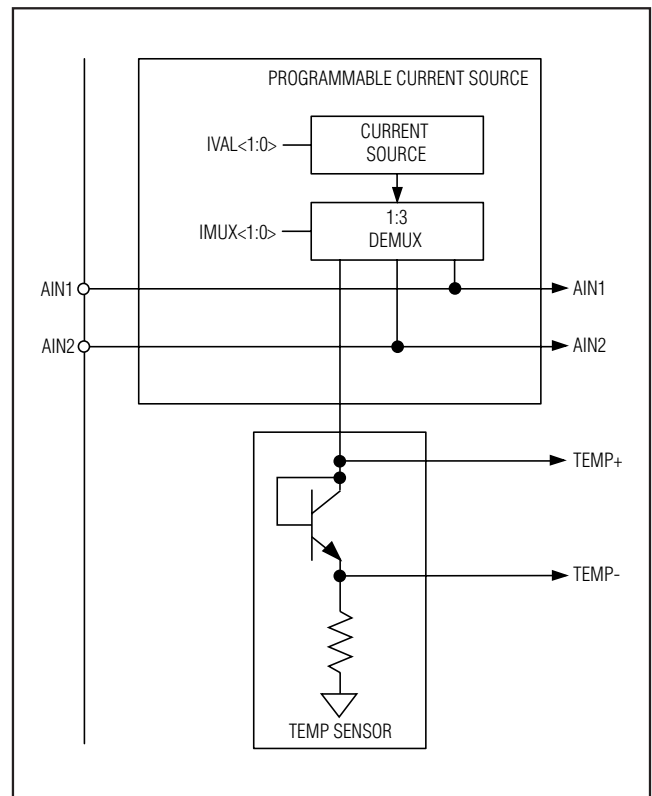 PROGRAMMABLE CURRENT SOURCE
CURRENT
SOURCE
IVAL<1:0>
1:3
DEMUX
IMUX<1:0>
AIN1
AIN1
AIN2
AIN2
TEMP+
TEMP-
TEMP SENSOR